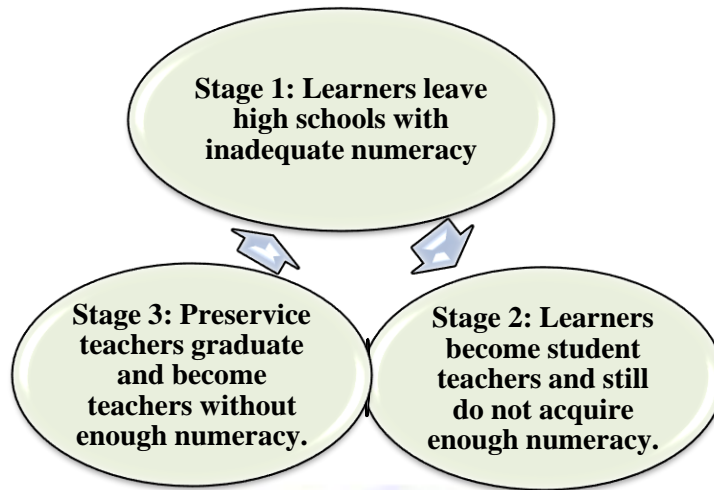 Stage 1: Learners leave
high schools with
inadequate numeracy
Stage 2: Learners
become student
teachers and still
do not acquire
enough numeracy.
Stage 3: Preservice
teachers graduate
and become
teachers without
enough numeracy.